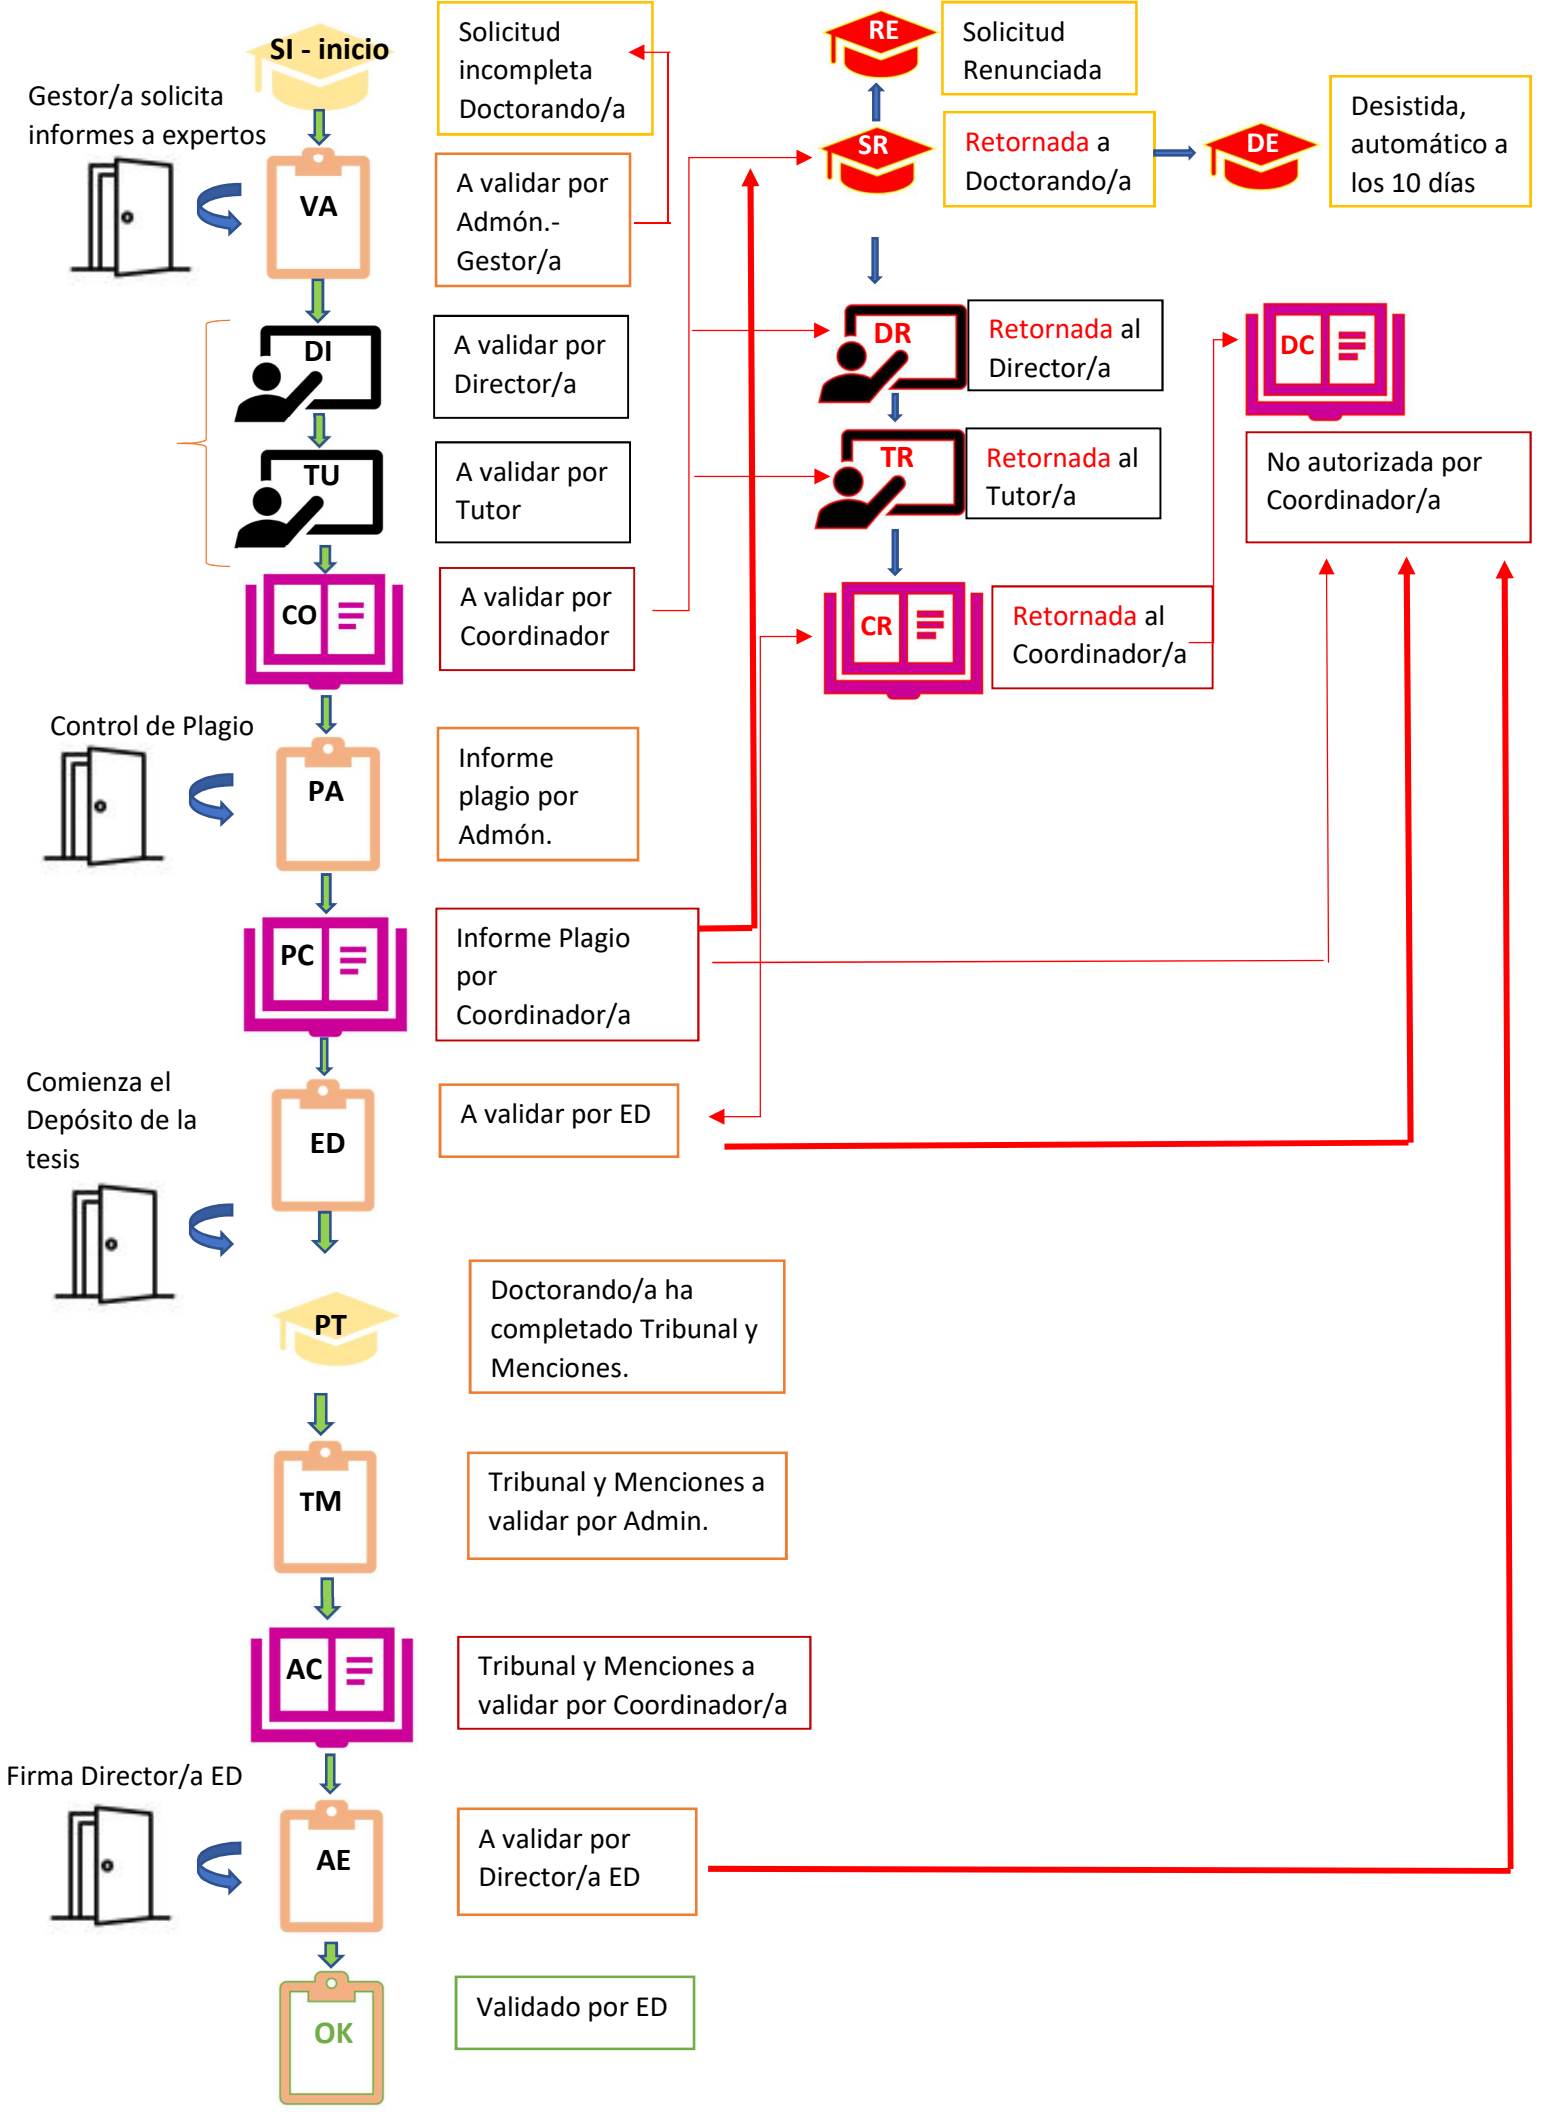 SI - inicio
Solicitud
incompleta
Doctorando/a
RE
Solicitud
Renunciada
Gestor/a solicita
informes a expertos
VA
A validar por
Admón.-
Gestor/a
SR
Retornada a
Doctorando/a
DE
Desistida,
automático a
los 10 días
DI
A validar por
Director/a
DR
Retornada al
Director/a
DC
No autorizada por
Coordinador/a
TU
A validar por
Tutor
TR
Retornada al
Tutor/a
CO
A validar por
Coordinador
CR
Retornada al
Coordinador/a
Control de Plagio
PA
Informe
plagio por
Admón.
PC
Informe Plagio
por
Coordinador/a
Comienza el
Depósito de la
tesis
ED
A validar por ED
PT
Doctorando/a ha
completado Tribunal y
Menciones.
TM
Tribunal y Menciones a
validar por Admin.
AC
Tribunal y Menciones a
validar por Coordinador/a
Firma Director/a ED
AE
A validar por
Director/a ED
OK
Validado por ED